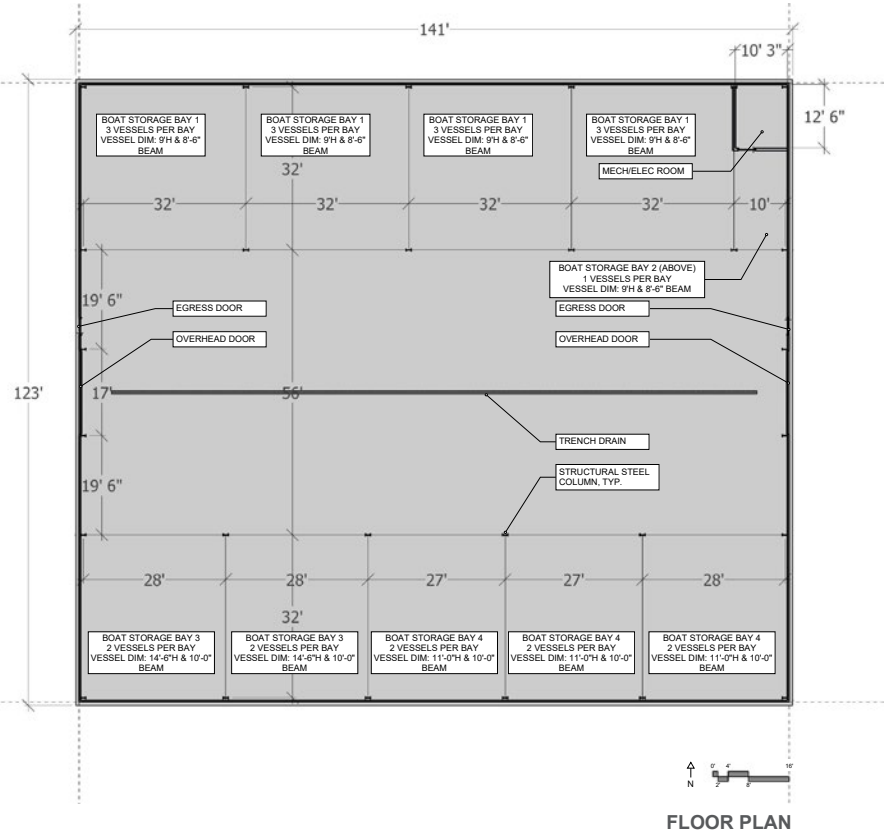 141'
10' 3"
12' 6"
BOAT STORAGE BAY 1
3 VESSELS PER BAY
VESSEL DIM: 9'H & 8'-6"
BEAM
BOAT STORAGE BAY 1
3 VESSELS PER BAY
VESSEL DIM: 9'H & 8'-6"
BEAM
BOAT STORAGE BAY 1
3 VESSELS PER BAY
VESSEL DIM: 9'H & 8'-6"
BEAM
BOAT STORAGE BAY 1
3 VESSELS PER BAY
VESSEL DIM: 9'H & 8'-6"
BEAM
32'
MECH/ELEC ROOM
32'
32'
32'
32'
10'
BOAT STORAGE BAY 2 (ABOVE)
1 VESSELS PER BAY
VESSEL DIM: 9'H & 8'-6" BEAM
19' 6"
EGRESS DOOR
EGRESS DOOR
OVERHEAD DOOR
OVERHEAD DOOR
123'
17'
56'
TRENCH DRAIN
STRUCTURAL STEEL
COLUMN, TYP.
19' 6"
28'
28'
27'
27'
28'
32'
BOAT STORAGE BAY 3
2 VESSELS PER BAY
VESSEL DIM: 14'-6"H & 10'-0"
BEAM
BOAT STORAGE BAY 3
2 VESSELS PER BAY
VESSEL DIM: 14'-6"H & 10'-0"
BEAM
BOAT STORAGE BAY 4
2 VESSELS PER BAY
VESSEL DIM: 11'-0"H & 10'-0"
BEAM
BOAT STORAGE BAY 4
2 VESSELS PER BAY
VESSEL DIM: 11'-0"H & 10'-0"
BEAM
BOAT STORAGE BAY 4
2 VESSELS PER BAY
VESSEL DIM: 11'-0"H & 10'-0"
BEAM
0' 4' 16'
2' 8'
N
FLOOR PLAN